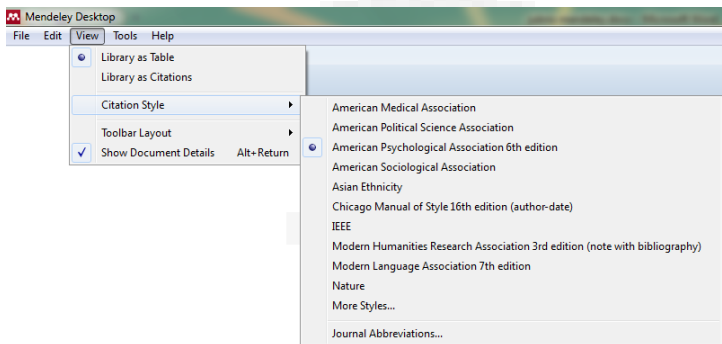 Mendeley Desktop
File Edit View Tools Help
Library as Table
Library as Citations
Citation Style
Toolbar Layout
Show Document Details Alt+Return
American Medical Association
American Political Science Association
American Psychological Association 6th edition
American Sociological Association
Asian Ethnicity
Chicago Manual of Style 16th edition (author-date)
IEEE
Modern Humanities Research Association 3rd edition (note with bibliography)
Modern Language Association 7th edition
Nature
More Styles...
Journal Abbreviations...